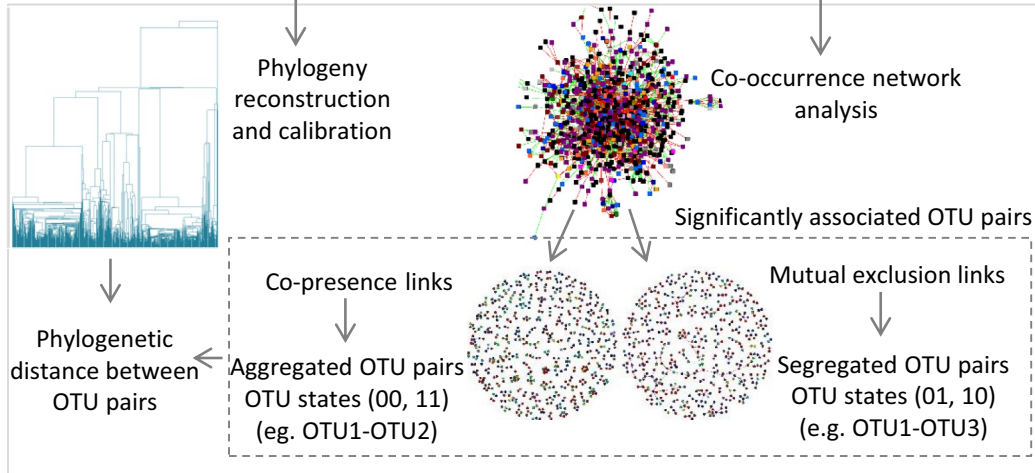 Phylogeny
reconstruction
and calibration
Co-occurrence network
analysis
Significantly associated OTU pairs
Co-presence links
Mutual exclusion links
Phylogenetic
distance between
OTU pairs
Aggregated OTU pairs
OTU states (00, 11)
(eg. OTU1-OTU2)
Segregated OTU pairs
OTU states (01, 10)
(e.g. OTU1-OTU3)